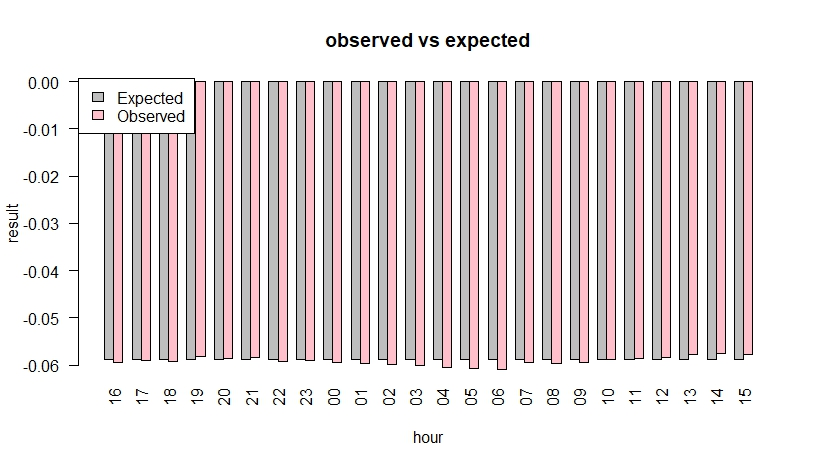 observed vs expected
Expected
Observed
0.00
-0.01
-0.02
-0.03
-0.04
-0.05
-0.06
result
16 17 18 19 20 21 22 23 00 01 02 03 04 05 06 07 08 09 10 11 12 13 14 15
hour